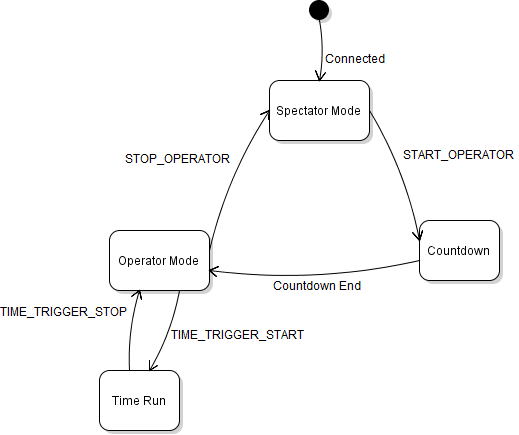 Connected
Spectator Mode
STOP_OPERATOR
START_OPERATOR
Operator Mode
Countdown
Countdown End
TIME_TRIGGER_STOP
TIME_TRIGGER_START
Time Run